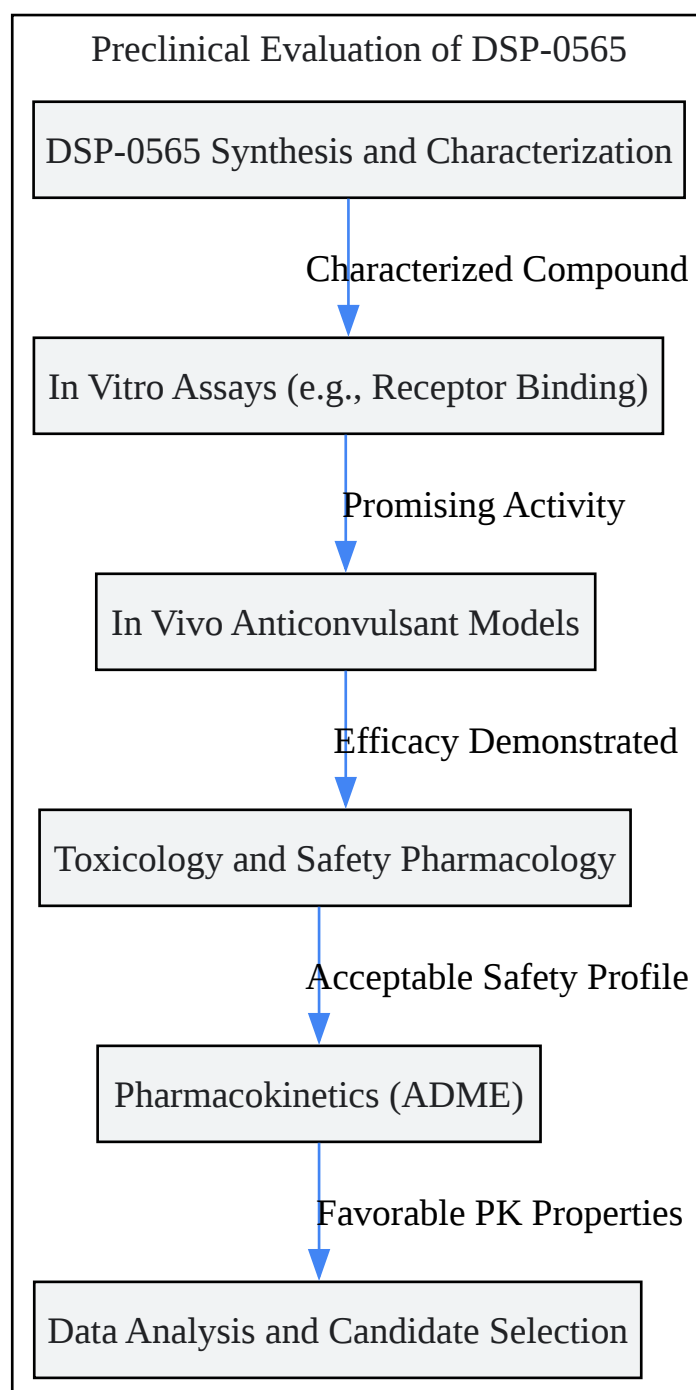 Preclinical Evaluation of DSP-0565
DSP-0565 Synthesis and Characterization
Characterized Compound
In Vitro Assays (e.g., Receptor Binding)
Promising Activity
In Vivo Anticonvulsant Models
Efficacy Demonstrated
Toxicology and Safety Pharmacology
Acceptable Safety Profile
Pharmacokinetics (ADME)
Favorable PK Properties
Data Analysis and Candidate Selection